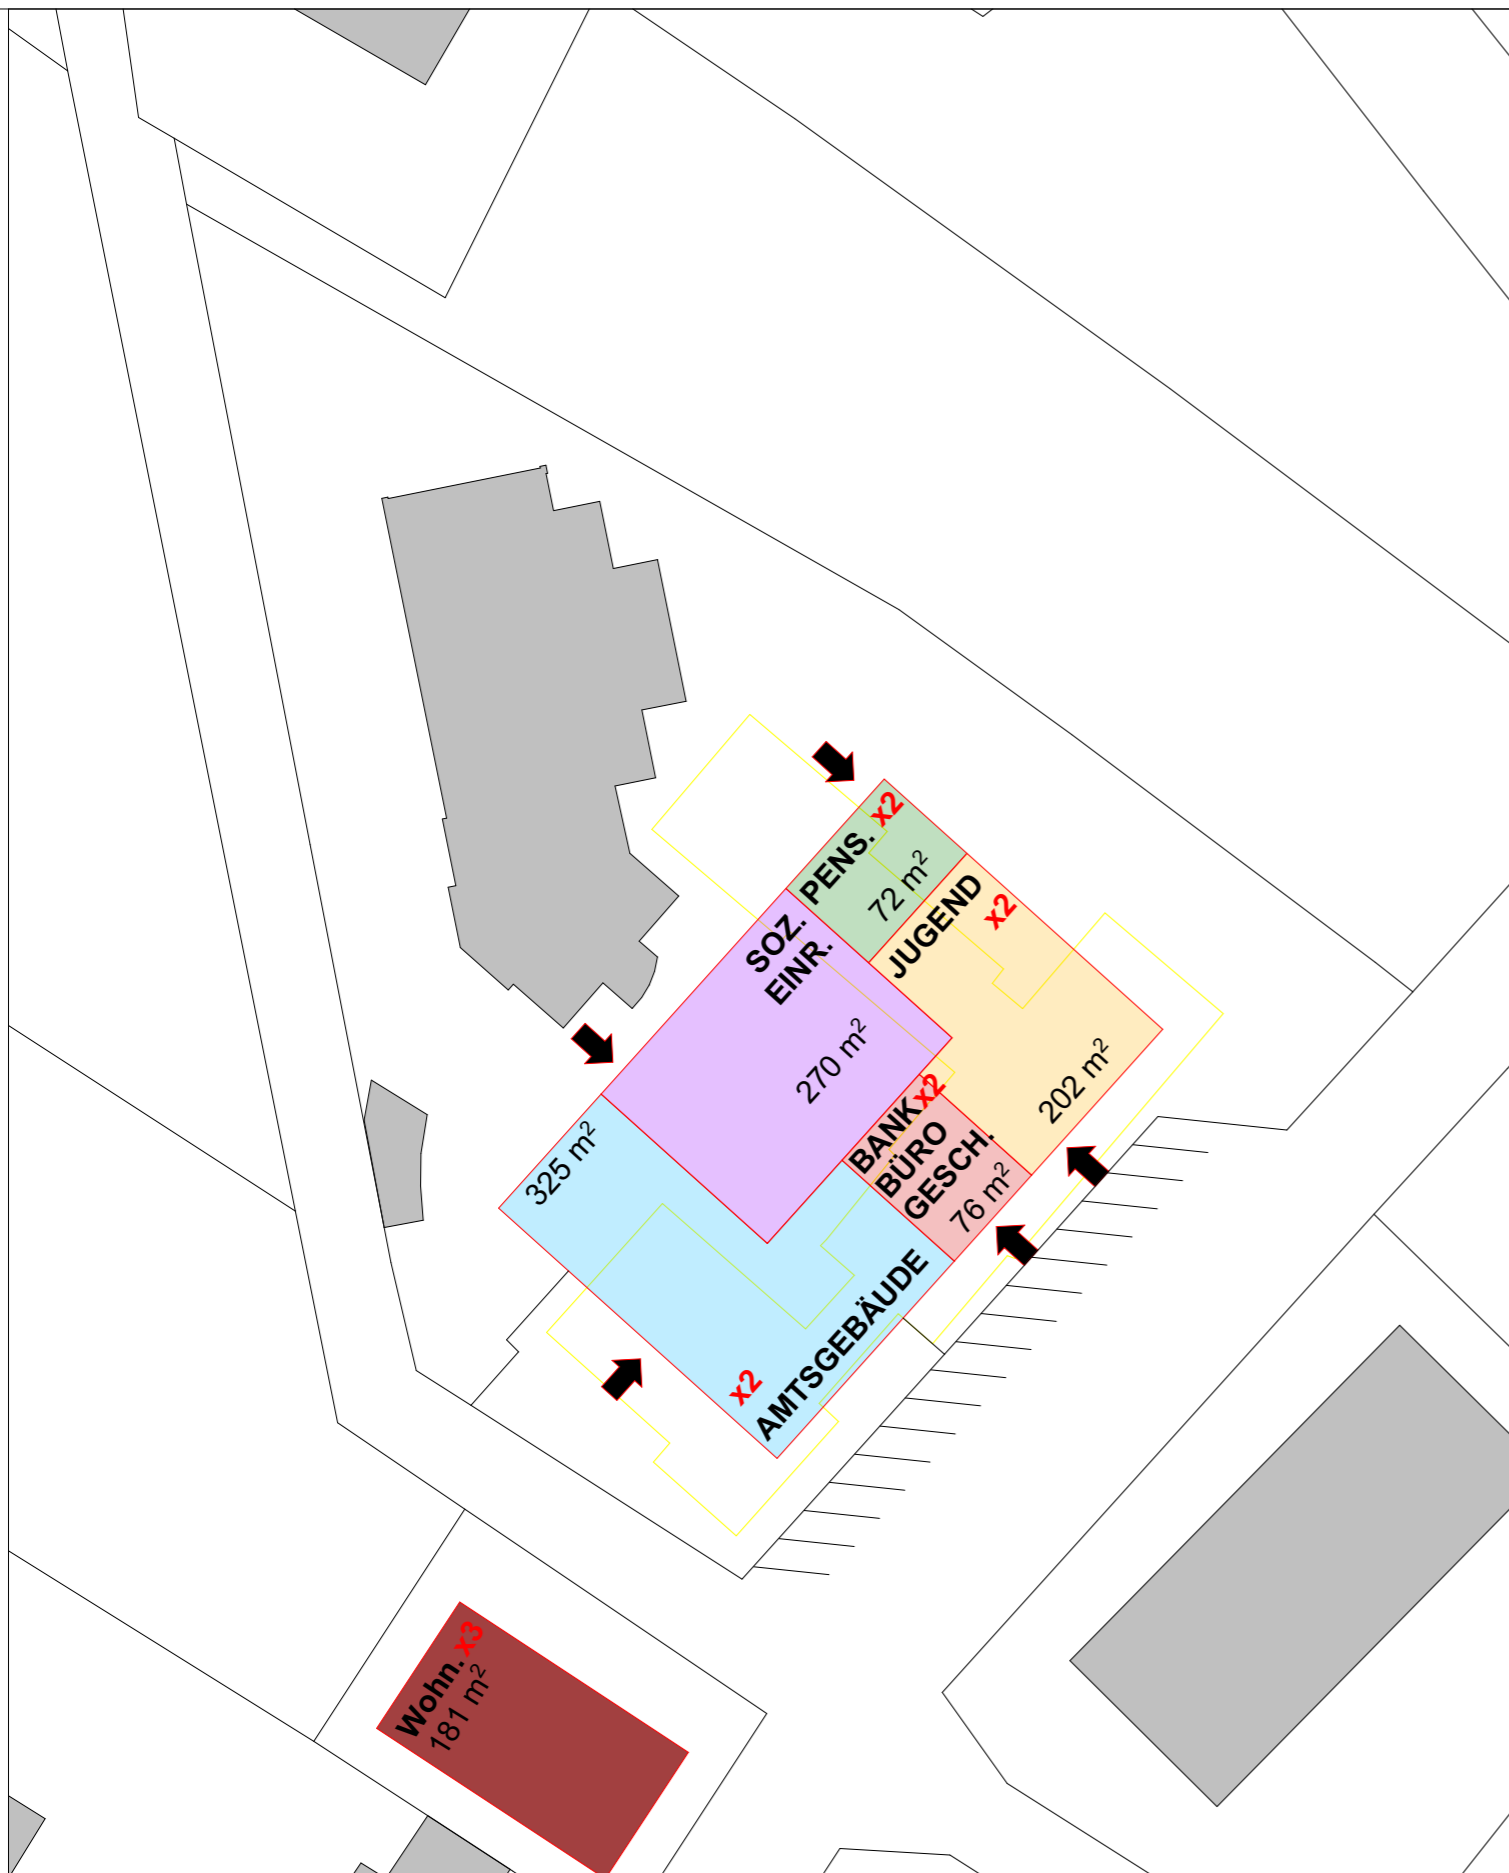 PENS. x2
72 m²
JUGEND
x2
202 m²
SOZ.
EINR.
270 m²
BANK x2
BÜRO
GESCH.
76 m²
325 m²
x2
AMTSGEBÄUDE
Wohn. x3
181 m²